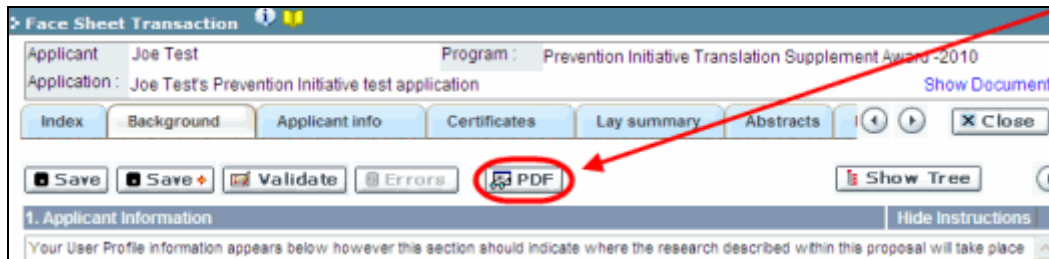 Face Sheet Transaction
Applicant Joe Test Program : Prevention Initiative Translation Supplement Award -2010
Application : Joe Test's Prevention Initiative test application Show Document
Index Background Applicant info Certificates Lay summary Abstracts Close
Save Save Validate Errors PDF Show Tree
1. Applicant Information Hide Instructions
Your User Profile information appears below however this section should indicate where the research described within this proposal will take place